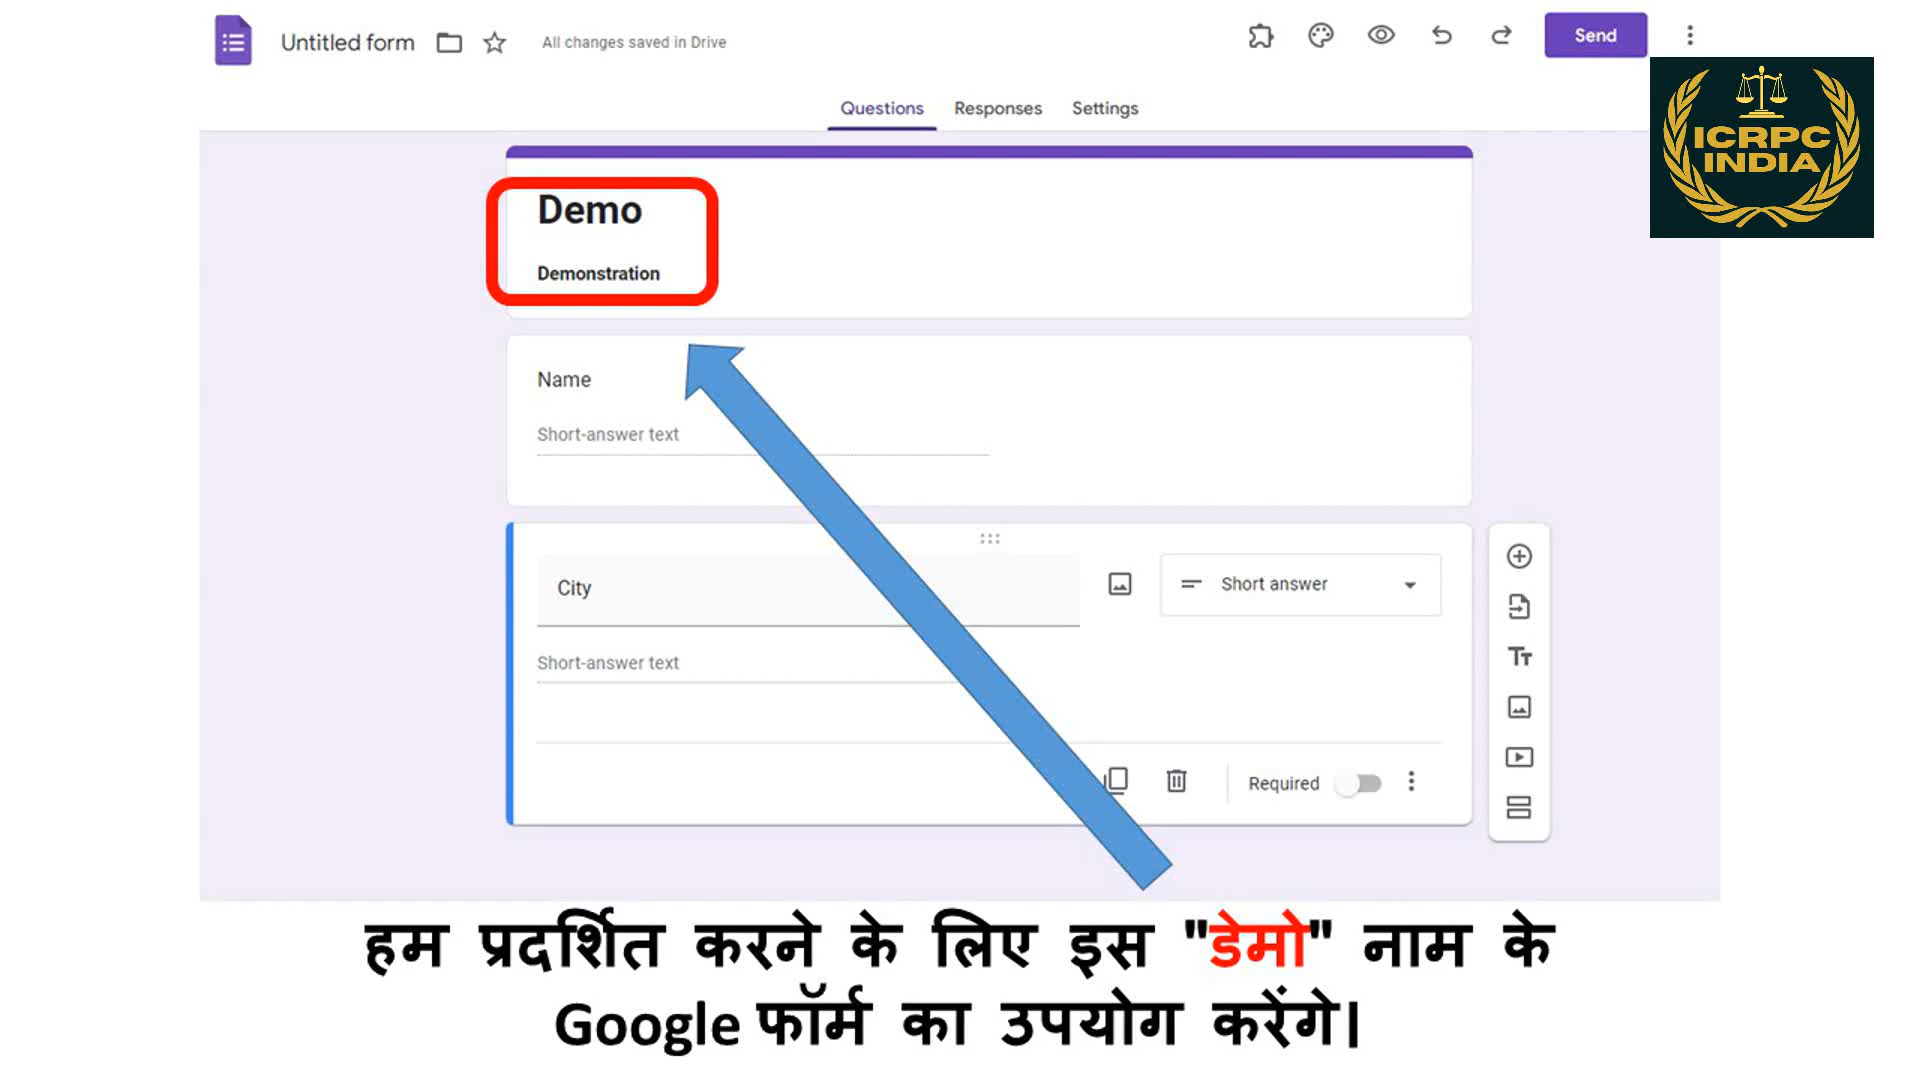 Untitled form
All changes saved in Drive
Send
Questions Responses Settings
ICRPC
INDIA
Demo
Demonstration
Name
Short-answer text
City
Short answer
Short-answer text
Required
हम प्रदर्शित करने के लिए इस "डेमो" नाम के
Google फॉर्म का उपयोग करेंगे।